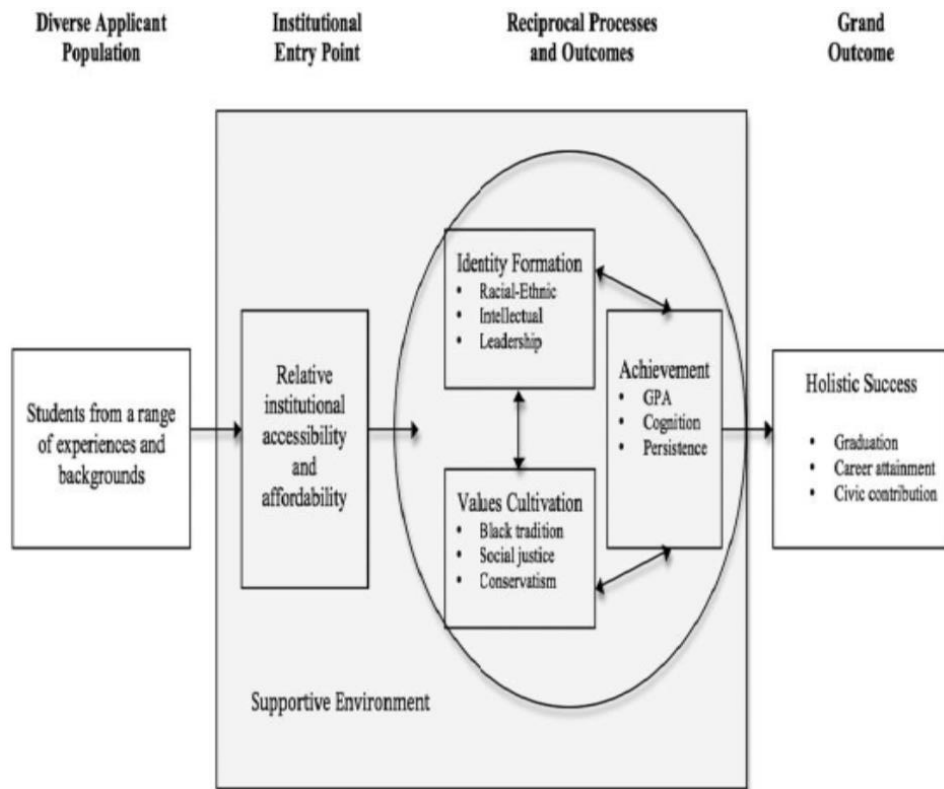 Diverse Applicant
Population
Institutional
Entry Point
Reciprocal Processes
and Outcomes
Grand
Outcome
Students from a range
of experiences and
backgrounds
Relative
institutional
accessibility
and
affordability
Identity Formation
• Racial-Ethnic
• Intellectual
• Leadership
Values Cultivation
• Black tradition
• Social justice
• Conservatism
Achievement
• GPA
• Cognition
• Persistence
Holistic Success
• Graduation
• Career attainment
• Civic contribution
Supportive Environment